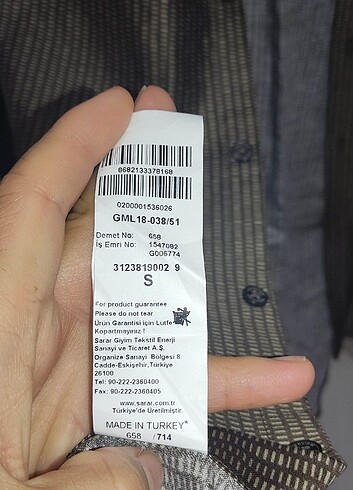 8682133378168
0200001536026
GML18-038/51
Demet No: 658
İş Emri No: 1547082
G006774
3123819002 9
S
For product guarantee
Please do not tear
Ürün Garantisi için Lutfe
Kopartmayınız !
Sarar Giyim Tekstil Enerji
Sanayi ve Ticaret A.Ş.
Organize Sanayi Bölgesi 8.
Cadde-Eskişehir,Türkiye
26100
Tel: 90-222-2360400
Fax: 90-222-2360405
www.sarar.com.tr
Türkiye'de Üretilmiştir.
MADE IN TURKEY*
658 /714